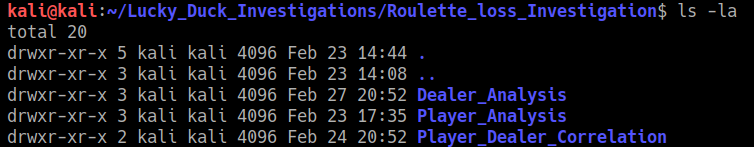 kali@kali:~/Lucky_Duck_Investigations/Roulette_loss_Investigation$ ls -la
total 20
drwxr-xr-x 5 kali kali 4096 Feb 23 14:44 .
drwxr-xr-x 3 kali kali 4096 Feb 23 14:08 ..
drwxr-xr-x 3 kali kali 4096 Feb 27 20:52 Dealer_Analysis
drwxr-xr-x 3 kali kali 4096 Feb 23 17:35 Player_Analysis
drwxr-xr-x 2 kali kali 4096 Feb 24 20:52 Player_Dealer_Correlation